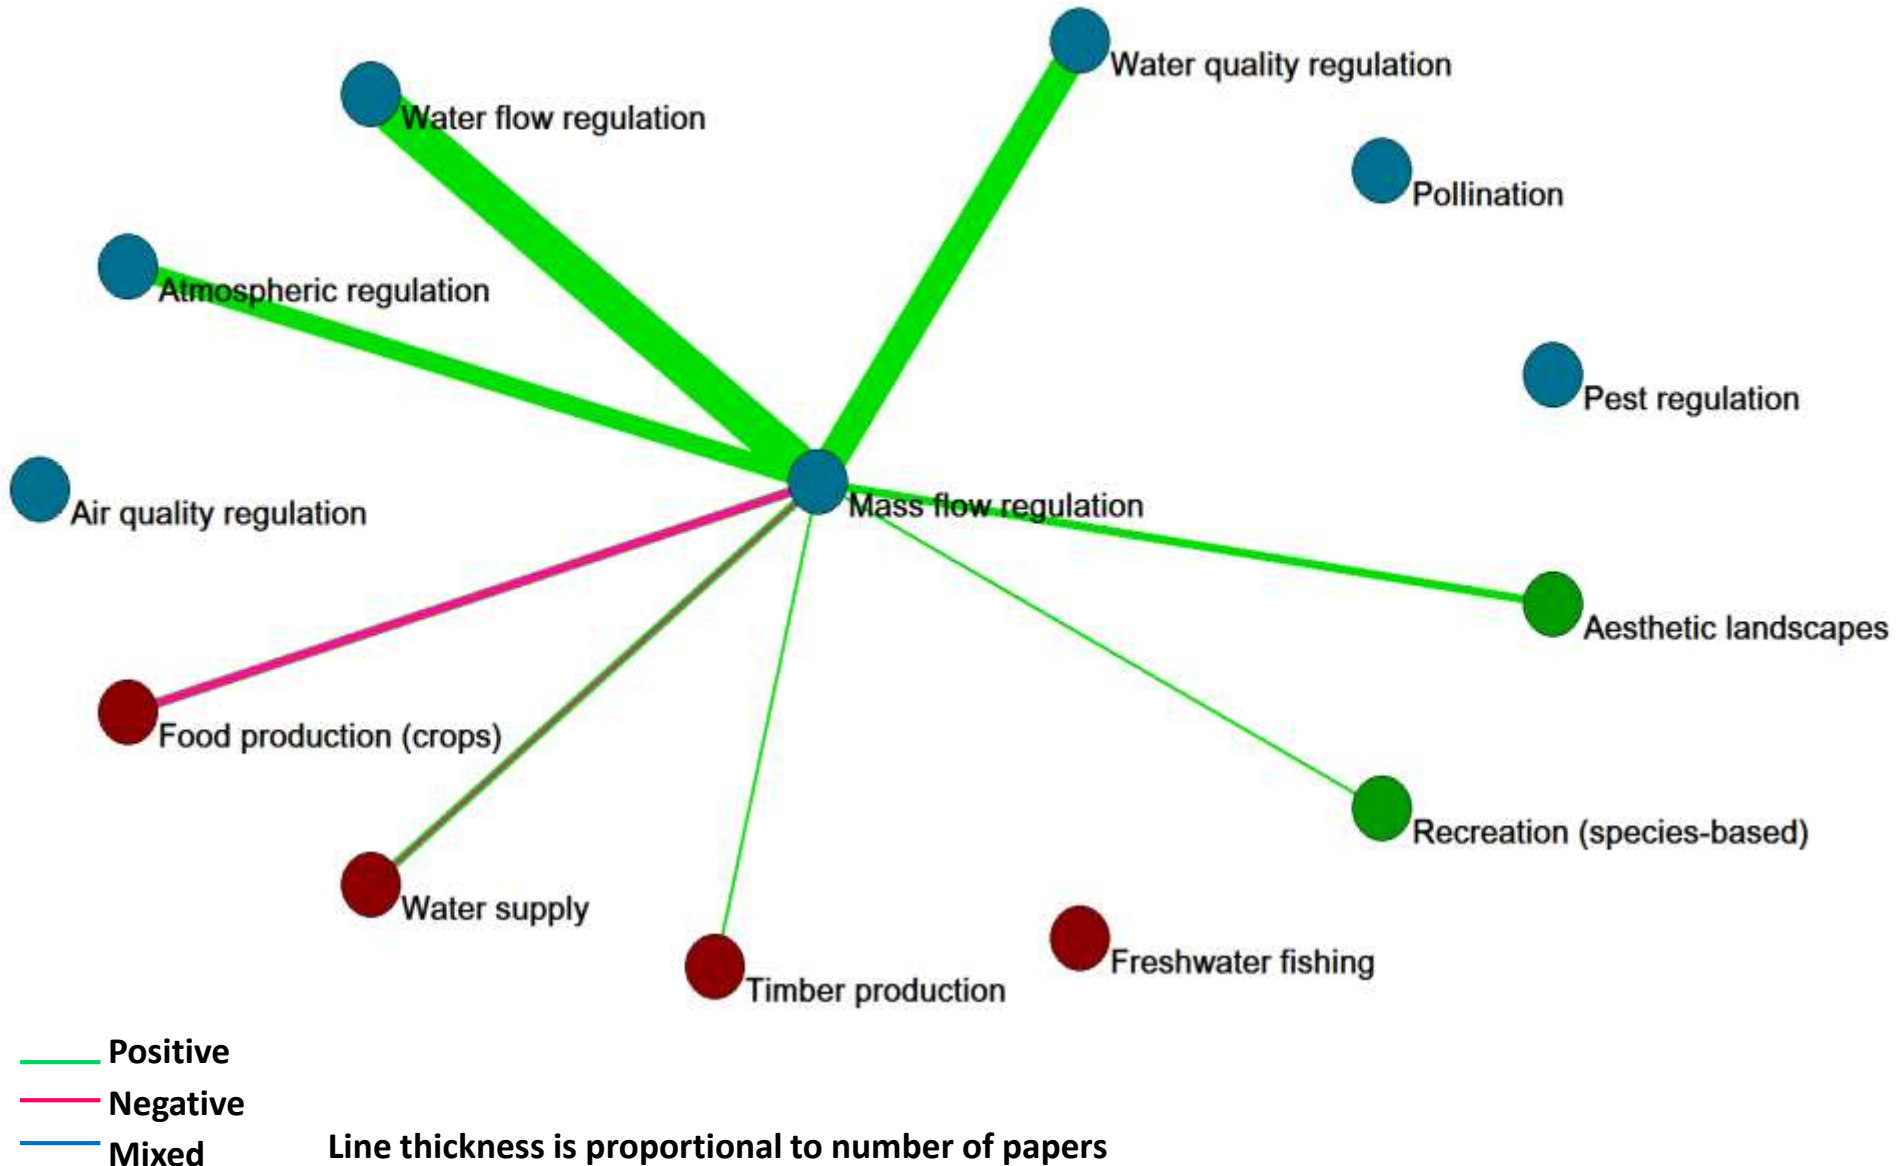 Water quality regulation
Water flow regulation
Pollination
Atmospheric regulation
Pest regulation
Mass flow regulation
Air quality regulation
Aesthetic landscapes
Food production (crops)
Recreation (species-based)
Water supply
Freshwater fishing
Timber production
Positive
Negative
Mixed
Line thickness is proportional to number of papers